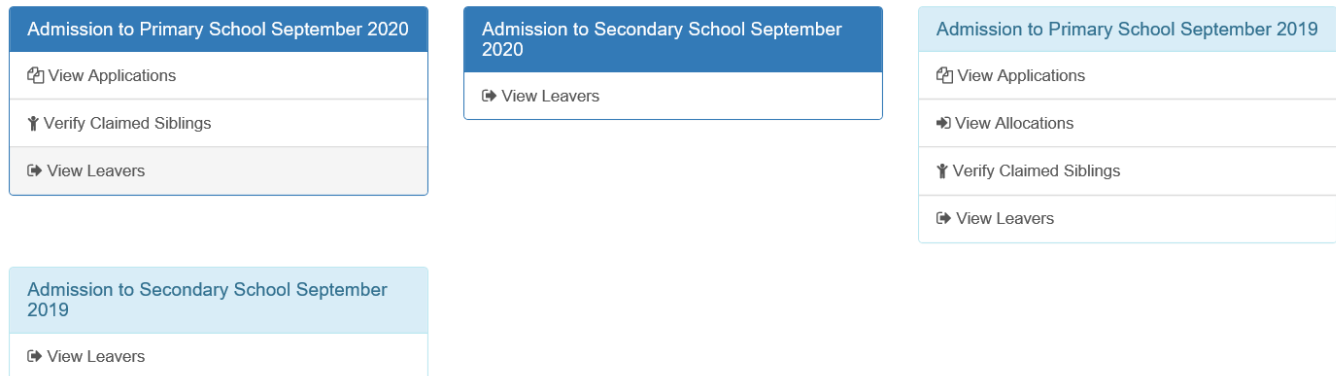 Admission to Primary School September 2020
View Applications
Verify Claimed Siblings
View Leavers
Admission to Secondary School September
2020
View Leavers
Admission to Primary School September 2019
View Applications
View Allocations
Verify Claimed Siblings
View Leavers
Admission to Secondary School September
2019
View Leavers